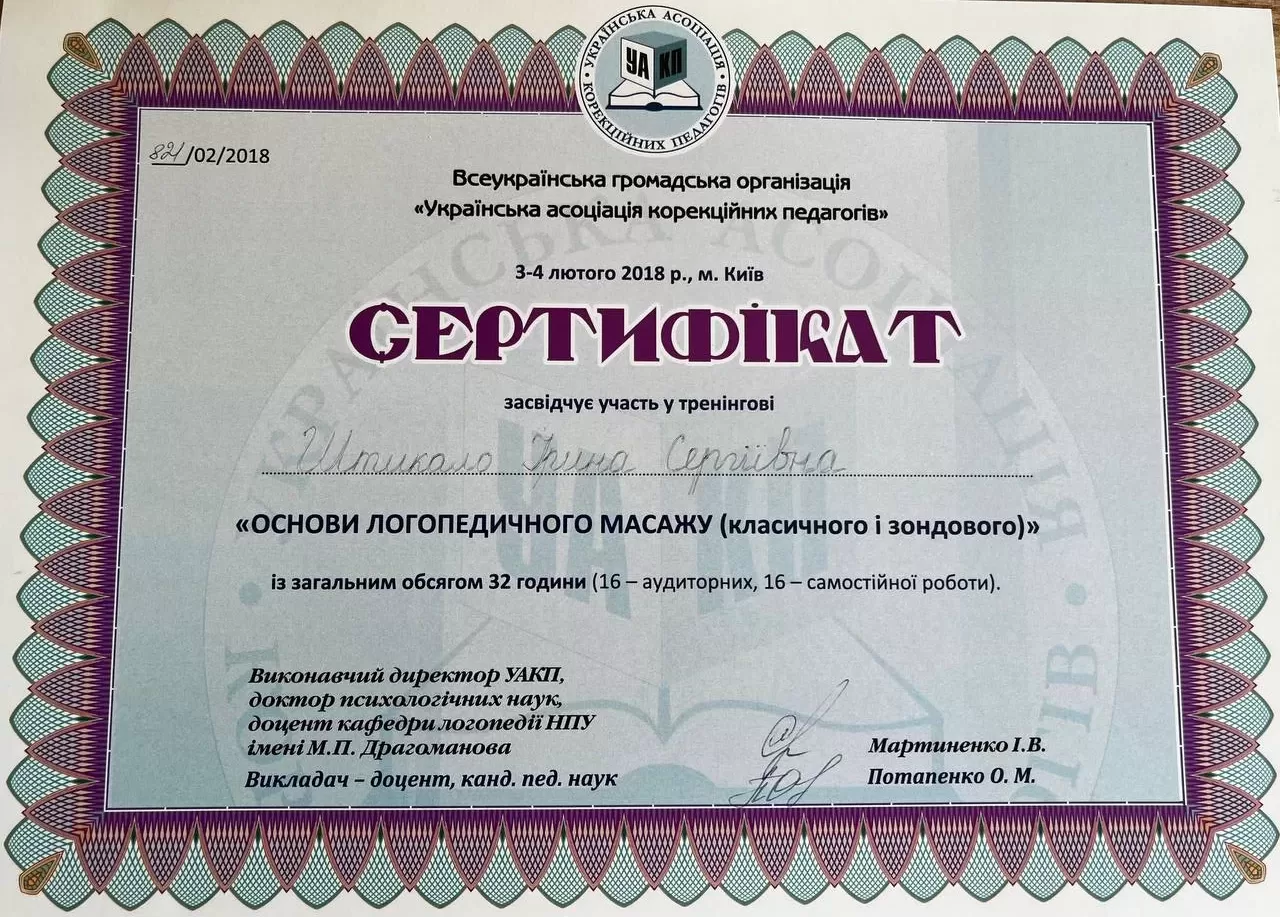 УКРАЇНСЬКА АСОЦІАЦІЯ КОРЕКЦІЙНИХ ПЕДАГОГІВ
УА КП
821/02/2018
Всеукраїнська громадська організація
«Українська асоціація корекційних педагогів»
3-4 лютого 2018 р., м. Київ
СЕРТИФІКАТ
засвідчує участь у тренінгові
Штикало Ірина Сергіївна
«ОСНОВИ ЛОГОПЕДИЧНОГО МАСАЖУ (класичного і зондового)»
із загальним обсягом 32 години (16 – аудиторних, 16 – самостійної роботи).
Виконавчий директор УАКП,
доктор психологічних наук,
доцент кафедри логопедії НПУ
імені М.П. Драгоманова
Мартиненко І.В.
Викладач – доцент, канд. пед. наук
Потапенко О. М.